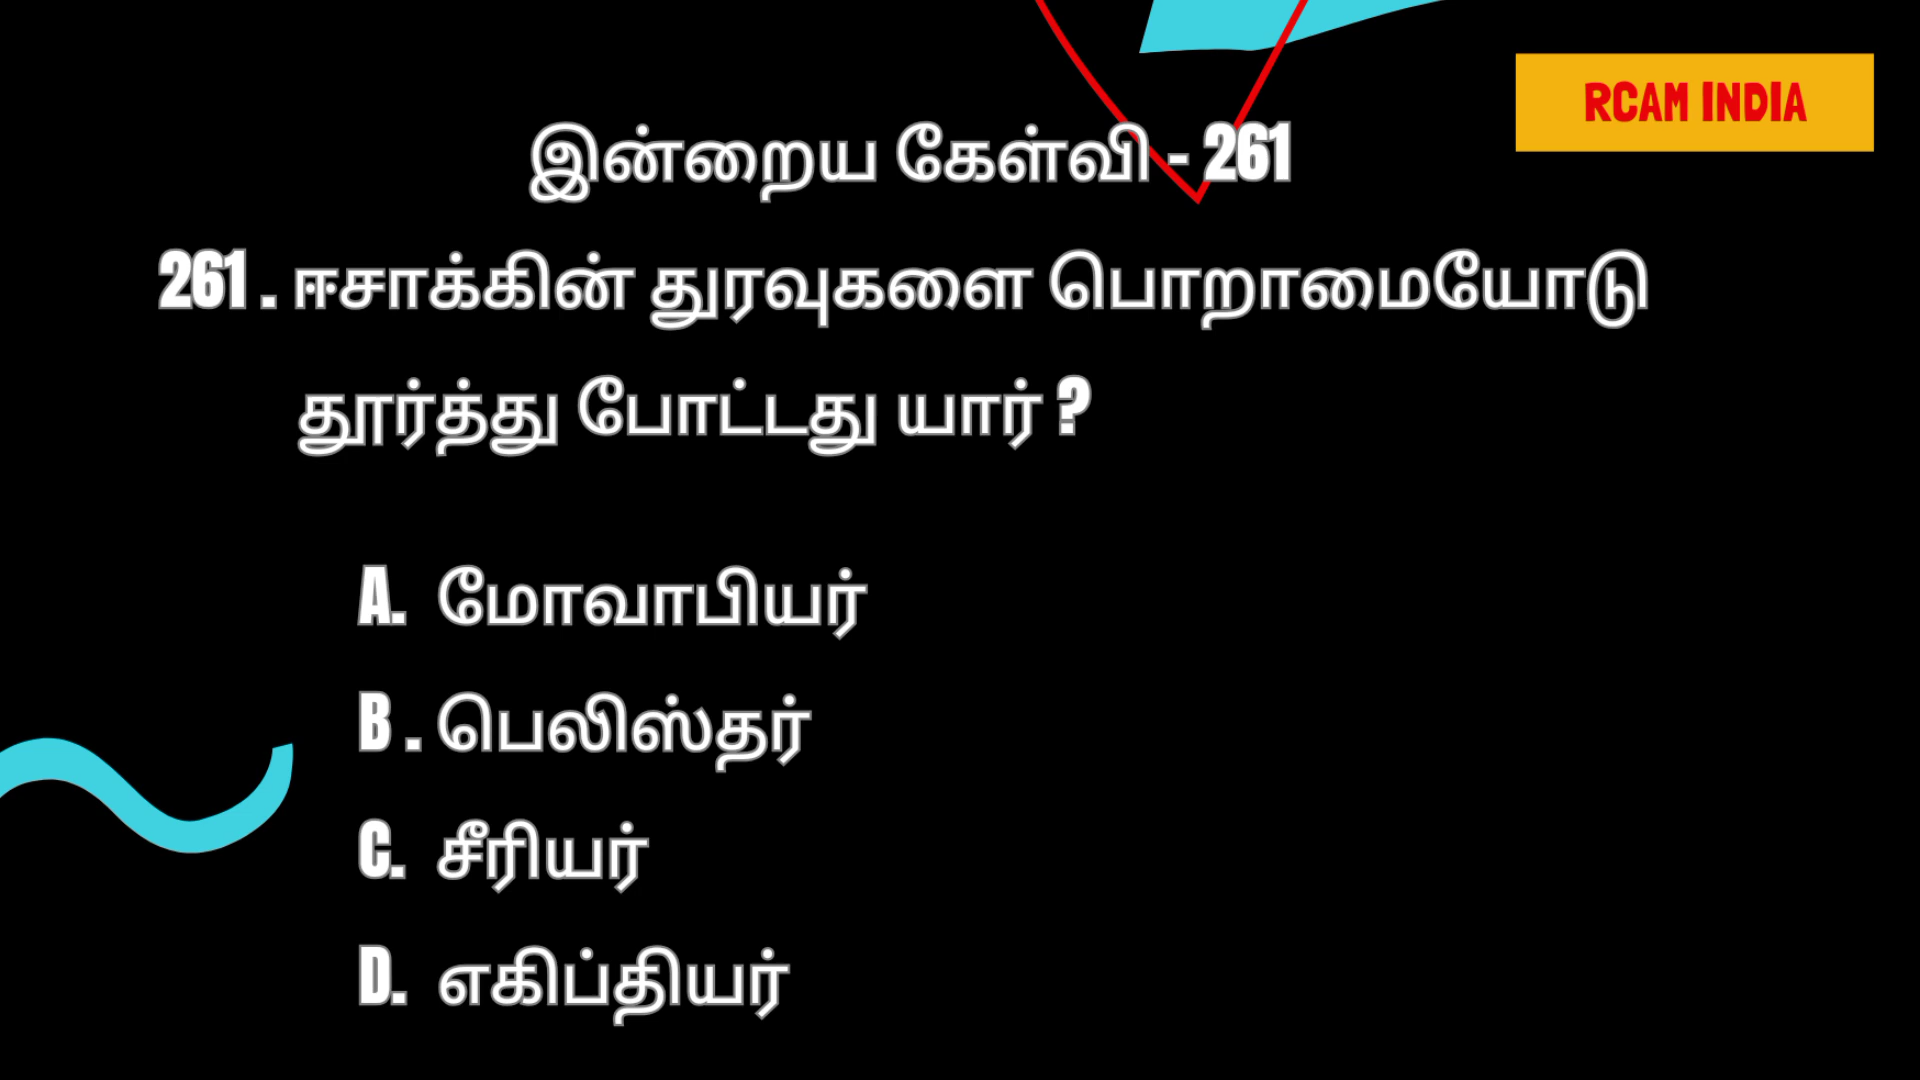 RCAM INDIA
இன்றைய கேள்வி - 261
261 . ஈசாக்கின் துரவுகளை பொறாமையோடு
தூர்த்து போட்டது யார் ?
A. மோவாபியர்
B . பெலிஸ்தர்
C. சீரியர்
D. எகிப்தியர்